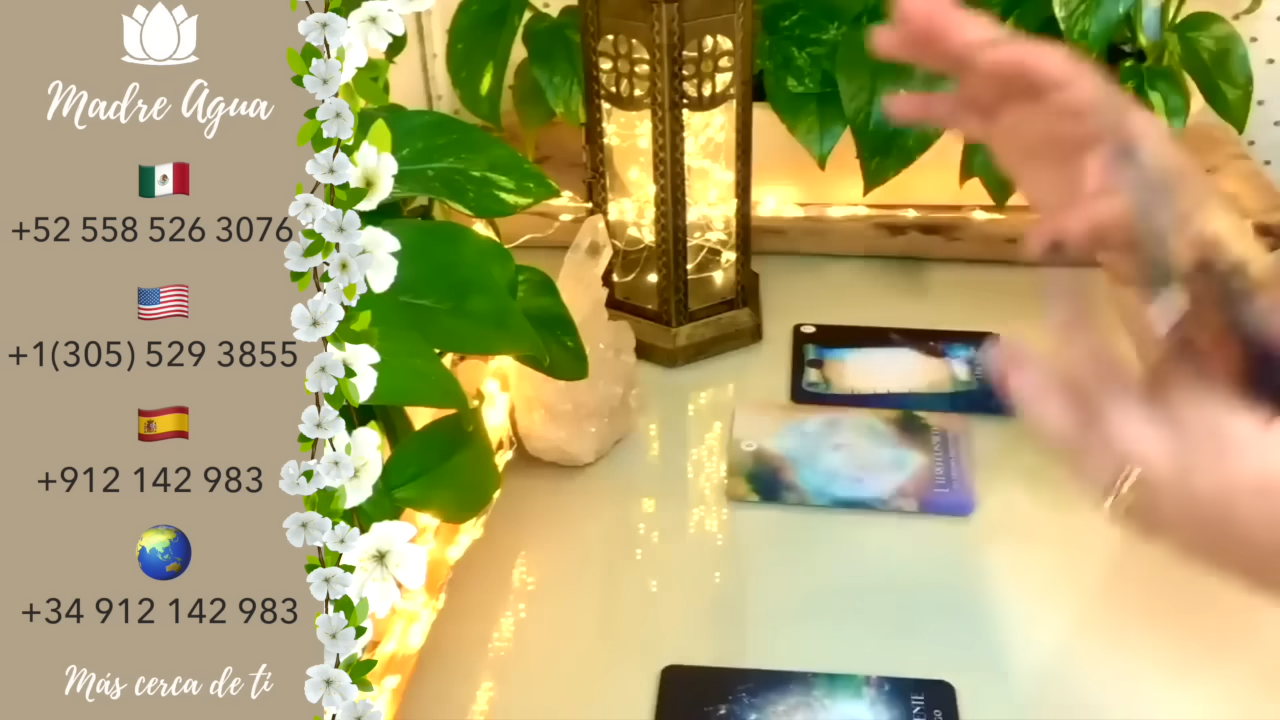 Madre Agua
+52 558 526 3076
+1(305) 529 3855
+912 142 983
+34 912 142 983
Más cerca de ti